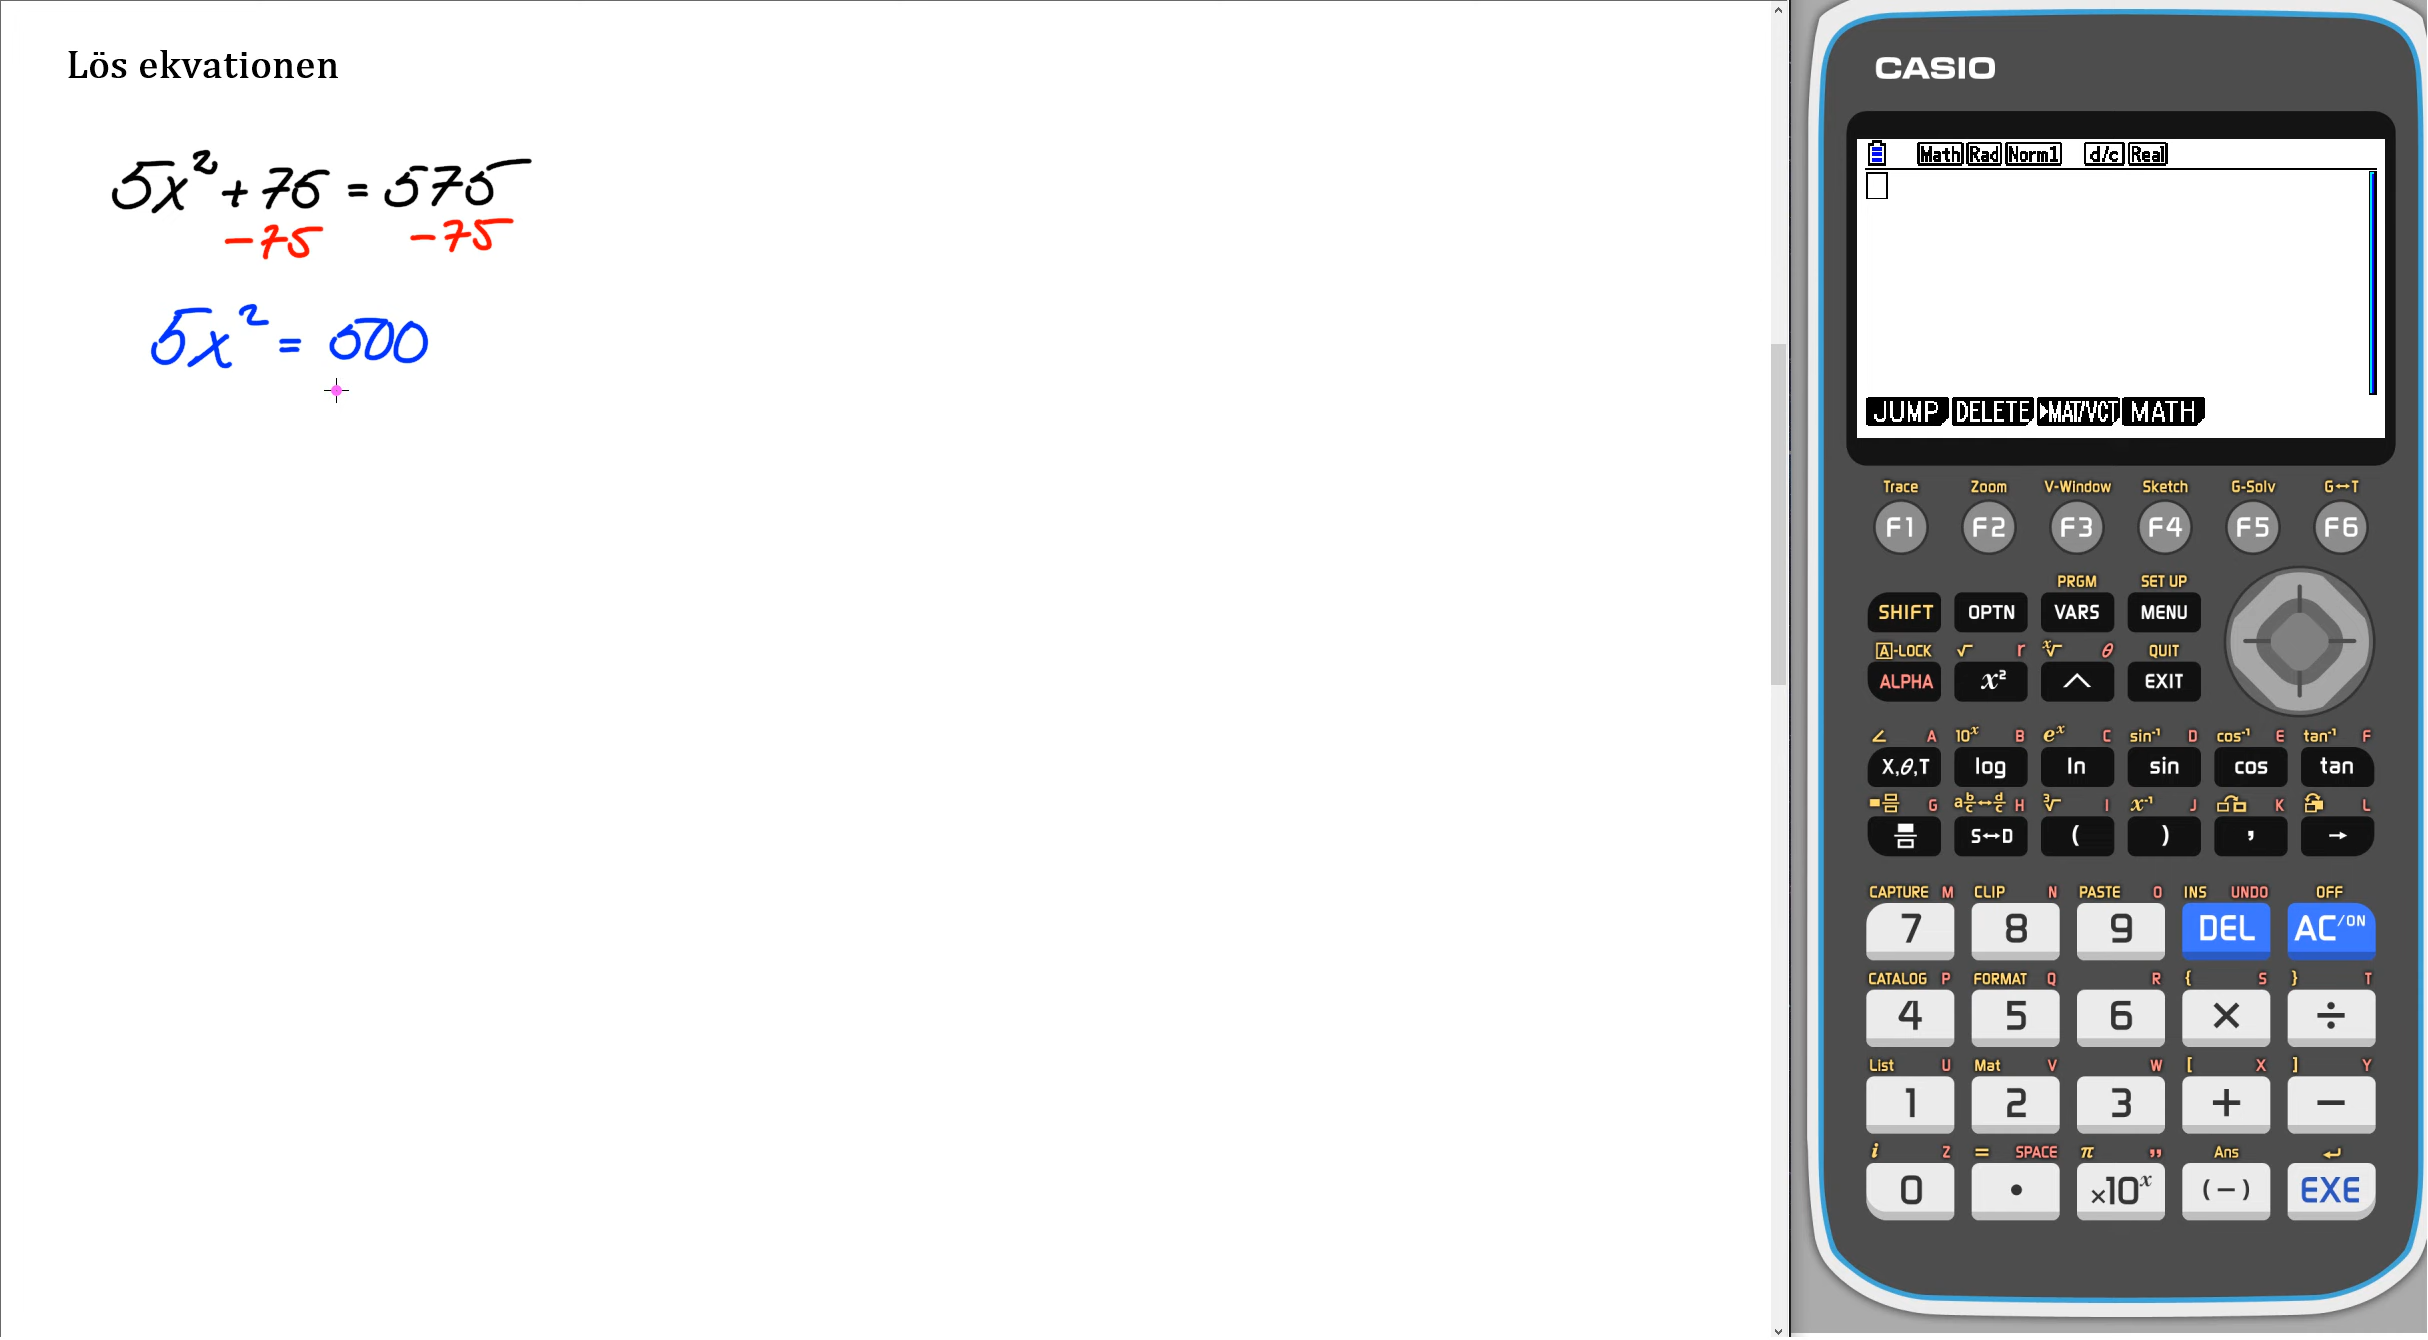 Lös ekvationen
5x² + 75 = 575
-75 -75
5x² = 500
CASIO
Math Rad Norm1 d/c Real
JUMP DELETE ▶MAT/VCT MATH
Trace Zoom V-Window Sketch G-Solv G↔T
F1 F2 F3 F4 F5 F6
PRGM SET UP
SHIFT OPTN VARS MENU
A-LOCK √ r ˣ√ θ QUIT
ALPHA x² ^ EXIT
∠ A 10ˣ B eˣ C sin⁻¹ D cos⁻¹ E tan⁻¹ F
X,θ,T log ln sin cos tan
G a b/c↔d/c H ³√ I x⁻¹ J K L
S↔D ( ) , →
CAPTURE M CLIP N PASTE O INS UNDO OFF
7 8 9 DEL AC/ON
CATALOG P FORMAT Q R { S } T
4 5 6 × ÷
List U Mat V W [ X ] Y
1 2 3 + −
i Z = SPACE π " Ans ↵
0 • ×10ˣ (−) EXE